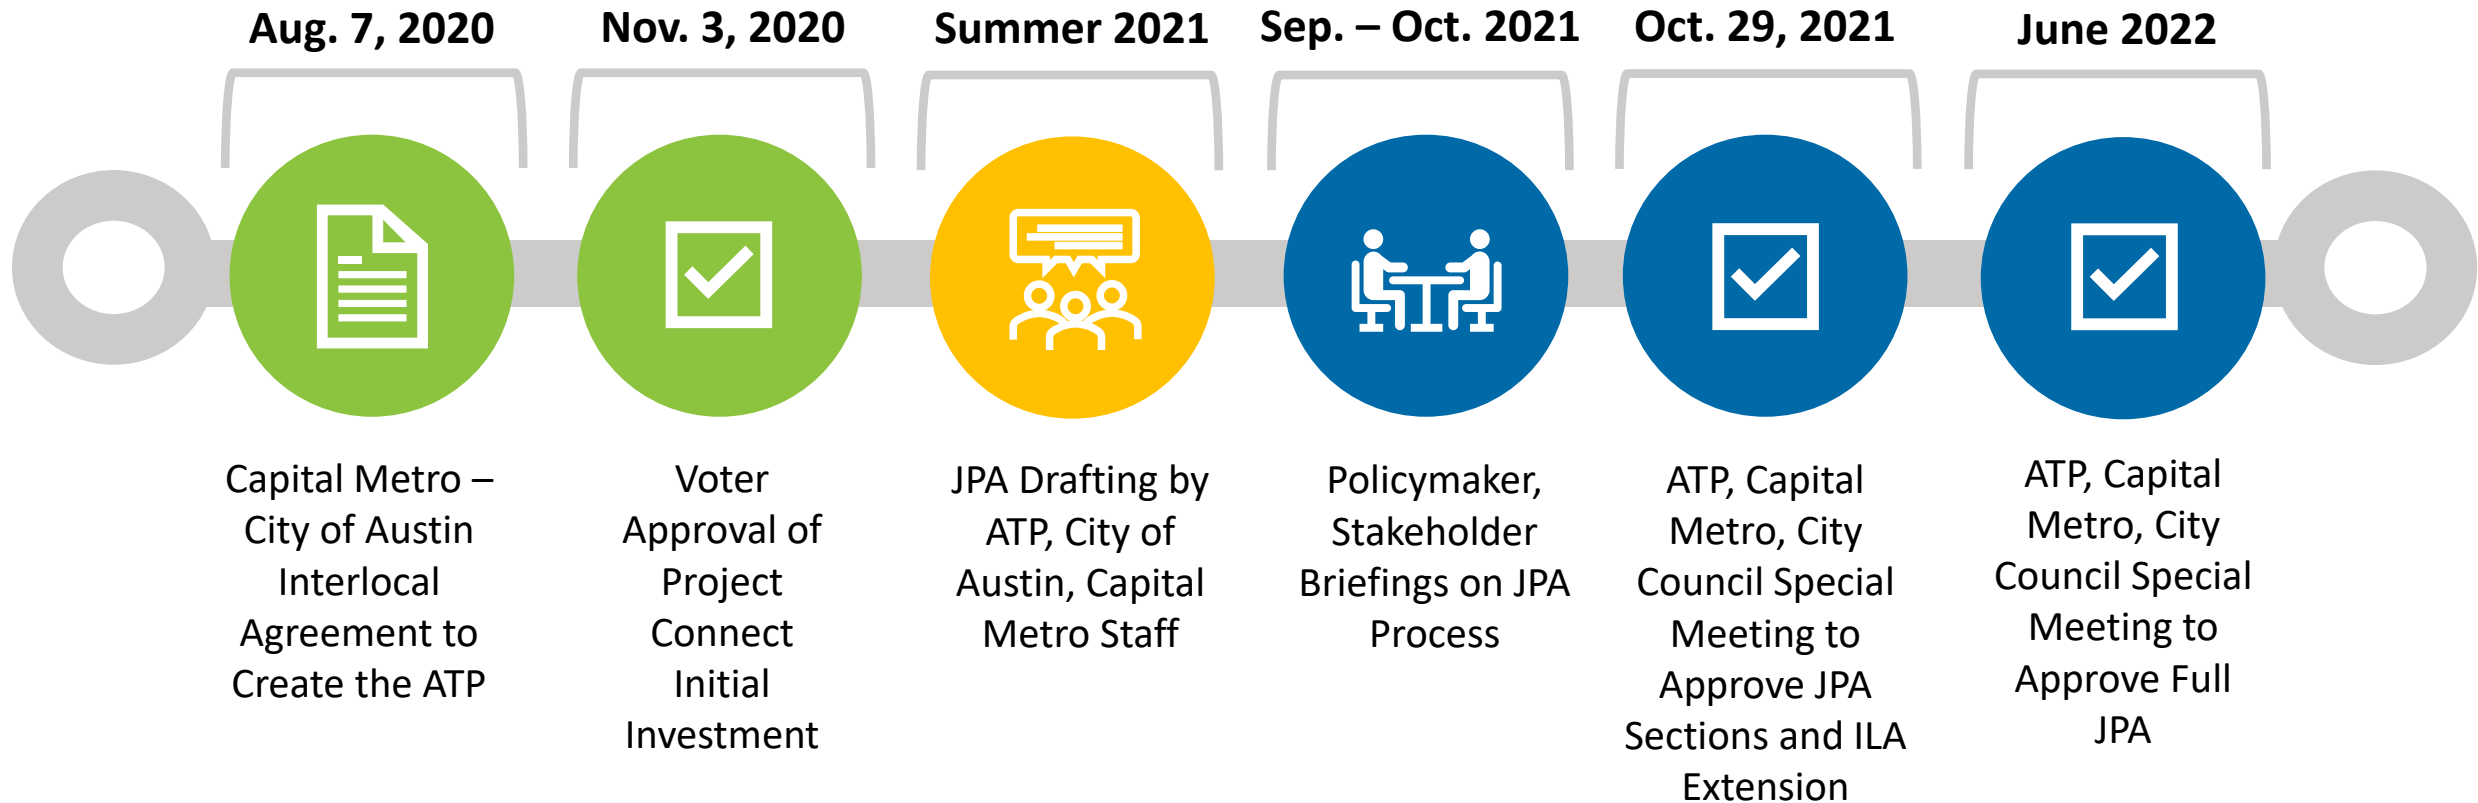 Aug. 7, 2020
Capital Metro –
City of Austin
Interlocal
Agreement to
Create the ATP
Nov. 3, 2020
Voter
Approval of
Project
Connect
Initial
Investment
Summer 2021
JPA Drafting by
ATP, City of
Austin, Capital
Metro Staff
Sep. – Oct. 2021
Policymaker,
Stakeholder
Briefings on JPA
Process
Oct. 29, 2021
ATP, Capital
Metro, City
Council Special
Meeting to
Approve JPA
Sections and ILA
Extension
June 2022
ATP, Capital
Metro, City
Council Special
Meeting to
Approve Full
JPA